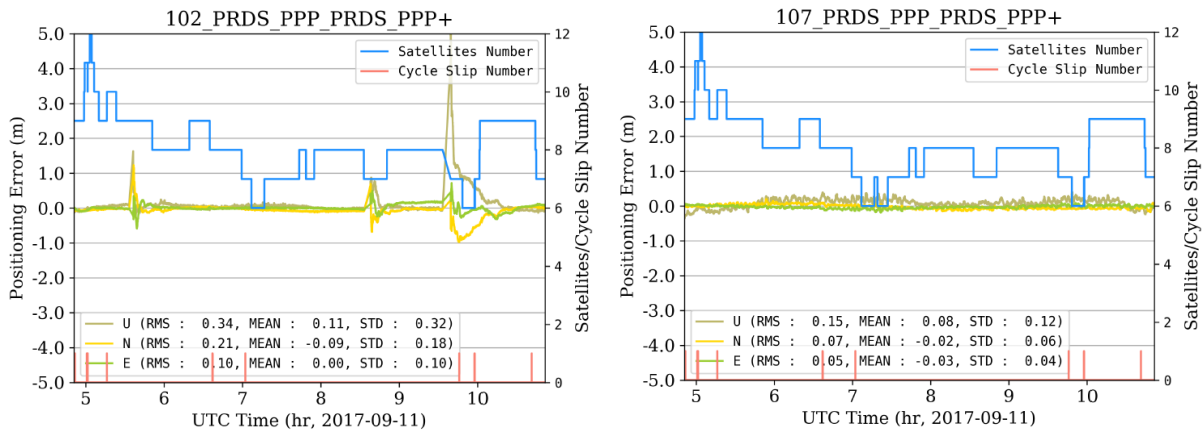 102_PRDS_PPP_PRDS_PPP+
Positioning Error (m)
5.0
4.0
3.0
2.0
1.0
0.0
-1.0
-2.0
-3.0
-4.0
-5.0
Satellites Number
Cycle Slip Number
12
10
8
6
4
2
0
Satellites/Cycle Slip Number
U (RMS : 0.34, MEAN : 0.11, STD : 0.32)
N (RMS : 0.21, MEAN : -0.09, STD : 0.18)
E (RMS : 0.10, MEAN : 0.00, STD : 0.10)
5 6 7 8 9 10
UTC Time (hr, 2017-09-11)
107_PRDS_PPP_PRDS_PPP+
Positioning Error (m)
5.0
4.0
3.0
2.0
1.0
0.0
-1.0
-2.0
-3.0
-4.0
-5.0
Satellites Number
Cycle Slip Number
12
10
8
6
4
2
0
Satellites/Cycle Slip Number
U (RMS : 0.15, MEAN : 0.08, STD : 0.12)
N (RMS : 0.07, MEAN : -0.02, STD : 0.06)
E (RMS : 0.05, MEAN : -0.03, STD : 0.04)
5 6 7 8 9 10
UTC Time (hr, 2017-09-11)